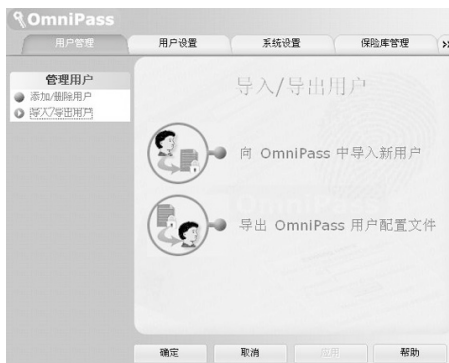 OmniPass
用户管理 用户设置 系统设置 保险库管理
管理用户
添加/删除用户
导入/导出用户
导入/导出用户
向 OmniPass 中导入新用户
导出 OmniPass 用户配置文件
确定 取消 应用 帮助